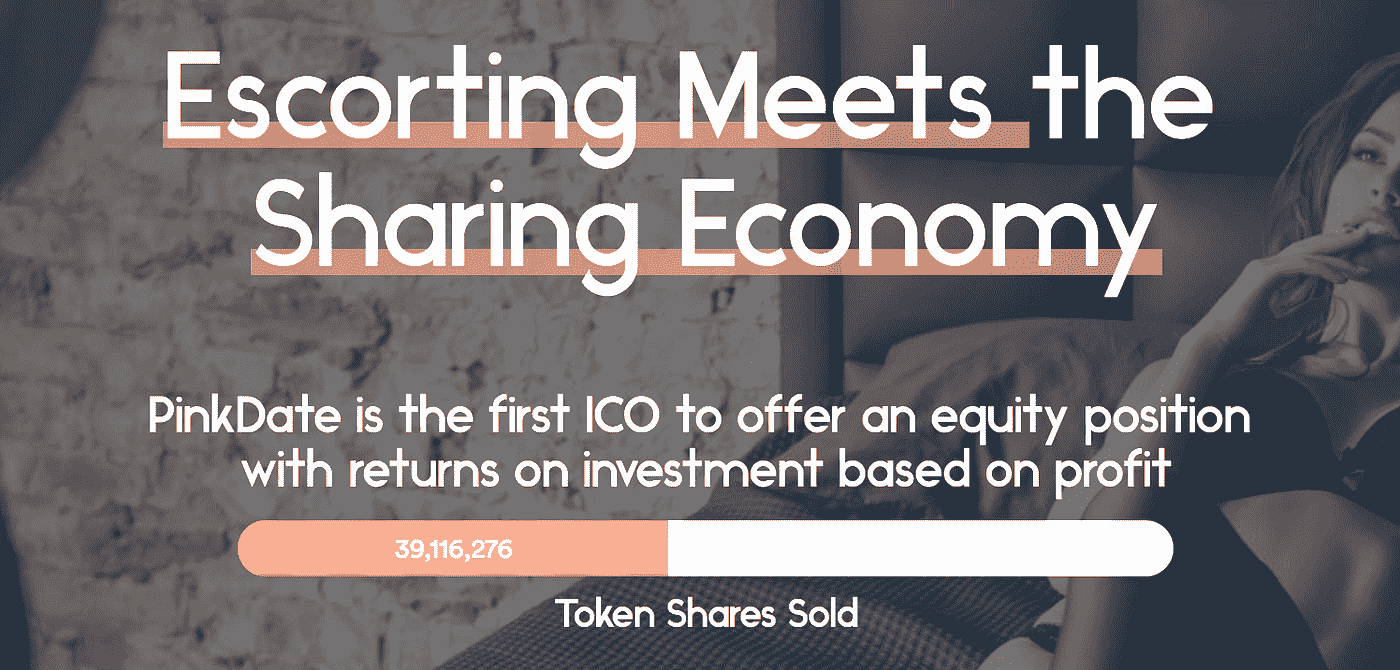 Escorting Meets the
Sharing Economy
PinkDate is the first ICO to offer an equity position
with returns on investment based on profit
39,116,276
Token Shares Sold